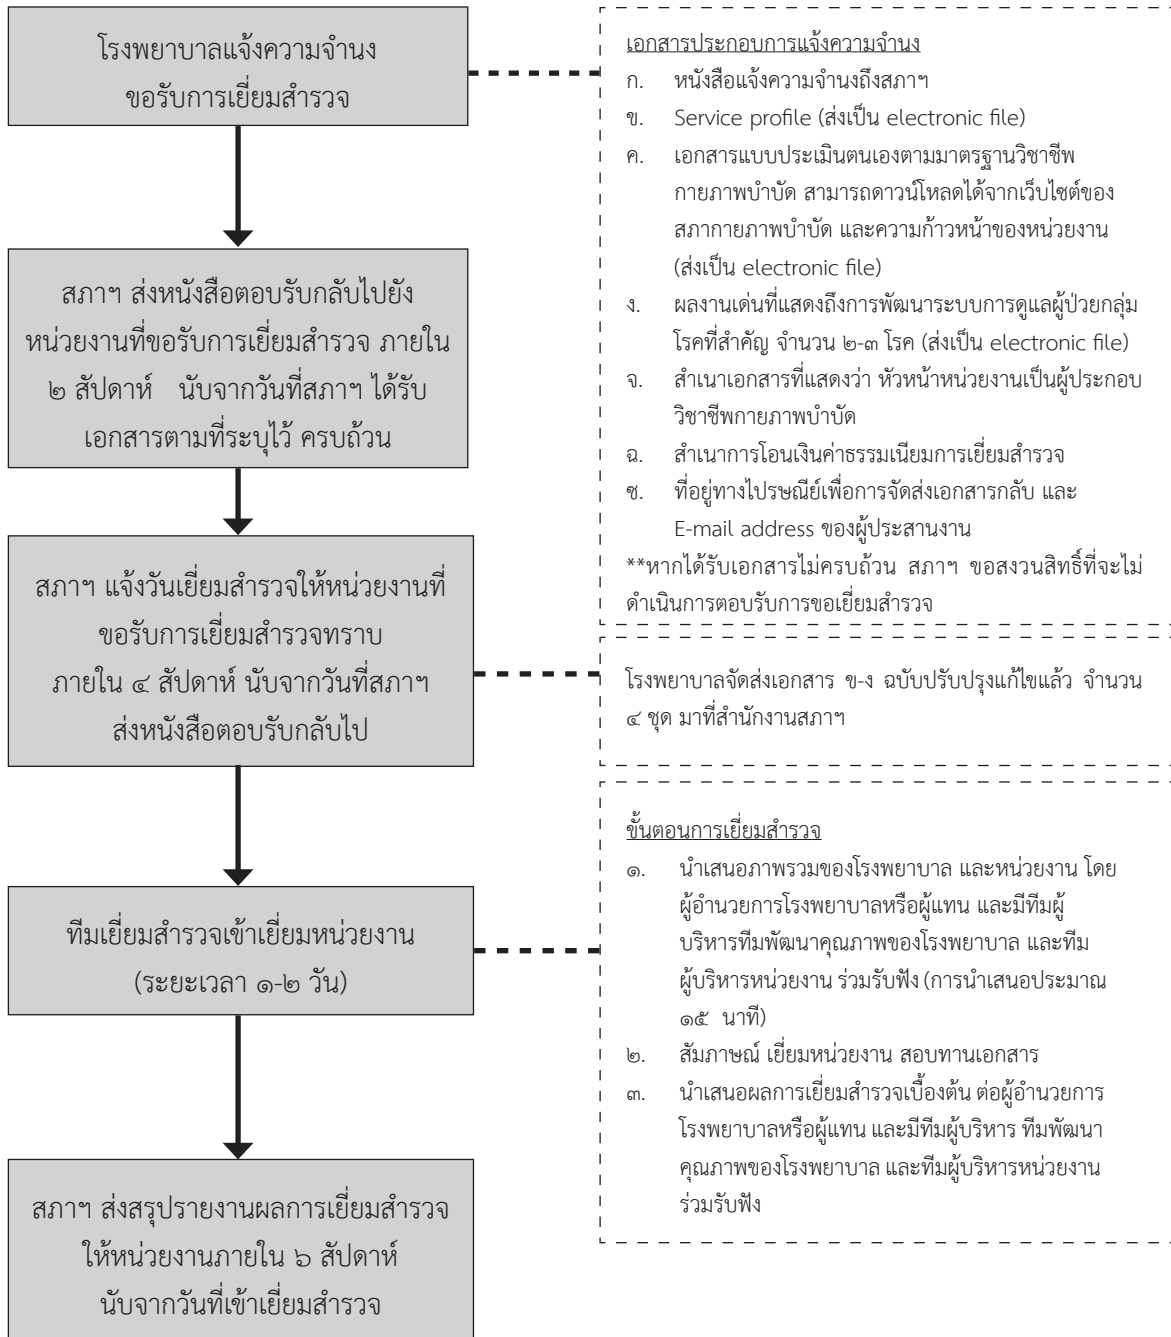 โรงพยาบาลแจ้งความจำนง
ขอรับการเยี่ยมสำรวจ
เอกสารประกอบการแจ้งความจำนง
ก. หนังสือแจ้งความจำนงถึงสภาฯ
ข. Service profile (ส่งเป็น electronic file)
ค. เอกสารแบบประเมินตนเองตามมาตรฐานวิชาชีพ
กายภาพบำบัด สามารถดาวน์โหลดได้จากเว็บไซต์ของ
สภากายภาพบำบัด และความก้าวหน้าของหน่วยงาน
(ส่งเป็น electronic file)
ง. ผลงานเด่นที่แสดงถึงการพัฒนาระบบการดูแลผู้ป่วยกลุ่ม
โรคที่สำคัญ จำนวน ๒-๓ โรค (ส่งเป็น electronic file)
จ. สำเนาเอกสารที่แสดงว่า หัวหน้าหน่วยงานเป็นผู้ประกอบ
วิชาชีพกายภาพบำบัด
ฉ. สำเนาการโอนเงินค่าธรรมเนียมการเยี่ยมสำรวจ
ซ. ที่อยู่ทางไปรษณีย์เพื่อการจัดส่งเอกสารกลับ และ
E-mail address ของผู้ประสานงาน
**หากได้รับเอกสารไม่ครบถ้วน สภาฯ ขอสงวนสิทธิ์ที่จะไม่
ดำเนินการตอบรับการขอเยี่ยมสำรวจ
สภาฯ ส่งหนังสือตอบรับกลับไปยัง
หน่วยงานที่ขอรับการเยี่ยมสำรวจ ภายใน
๒ สัปดาห์ นับจากวันที่สภาฯ ได้รับ
เอกสารตามที่ระบุไว้ ครบถ้วน
สภาฯ แจ้งวันเยี่ยมสำรวจให้หน่วยงานที่
ขอรับการเยี่ยมสำรวจทราบ
ภายใน ๔ สัปดาห์ นับจากวันที่สภาฯ
ส่งหนังสือตอบรับกลับไป
โรงพยาบาลจัดส่งเอกสาร ข-ง ฉบับปรับปรุงแก้ไขแล้ว จำนวน
๔ ชุด มาที่สำนักงานสภาฯ
ทีมเยี่ยมสำรวจเข้าเยี่ยมหน่วยงาน
(ระยะเวลา ๑-๒ วัน)
ขั้นตอนการเยี่ยมสำรวจ
๑. นำเสนอภาพรวมของโรงพยาบาล และหน่วยงาน โดย
ผู้อำนวยการโรงพยาบาลหรือผู้แทน และมีทีมผู้
บริหารทีมพัฒนาคุณภาพของโรงพยาบาล และทีม
ผู้บริหารหน่วยงาน ร่วมรับฟัง (การนำเสนอประมาณ
๑๕ นาที)
๒. สัมภาษณ์ เยี่ยมหน่วยงาน สอบทานเอกสาร
๓. นำเสนอผลการเยี่ยมสำรวจเบื้องต้น ต่อผู้อำนวยการ
โรงพยาบาลหรือผู้แทน และมีทีมผู้บริหาร ทีมพัฒนา
คุณภาพของโรงพยาบาล และทีมผู้บริหารหน่วยงาน
ร่วมรับฟัง
สภาฯ ส่งสรุปรายงานผลการเยี่ยมสำรวจ
ให้หน่วยงานภายใน ๖ สัปดาห์
นับจากวันที่เข้าเยี่ยมสำรวจ